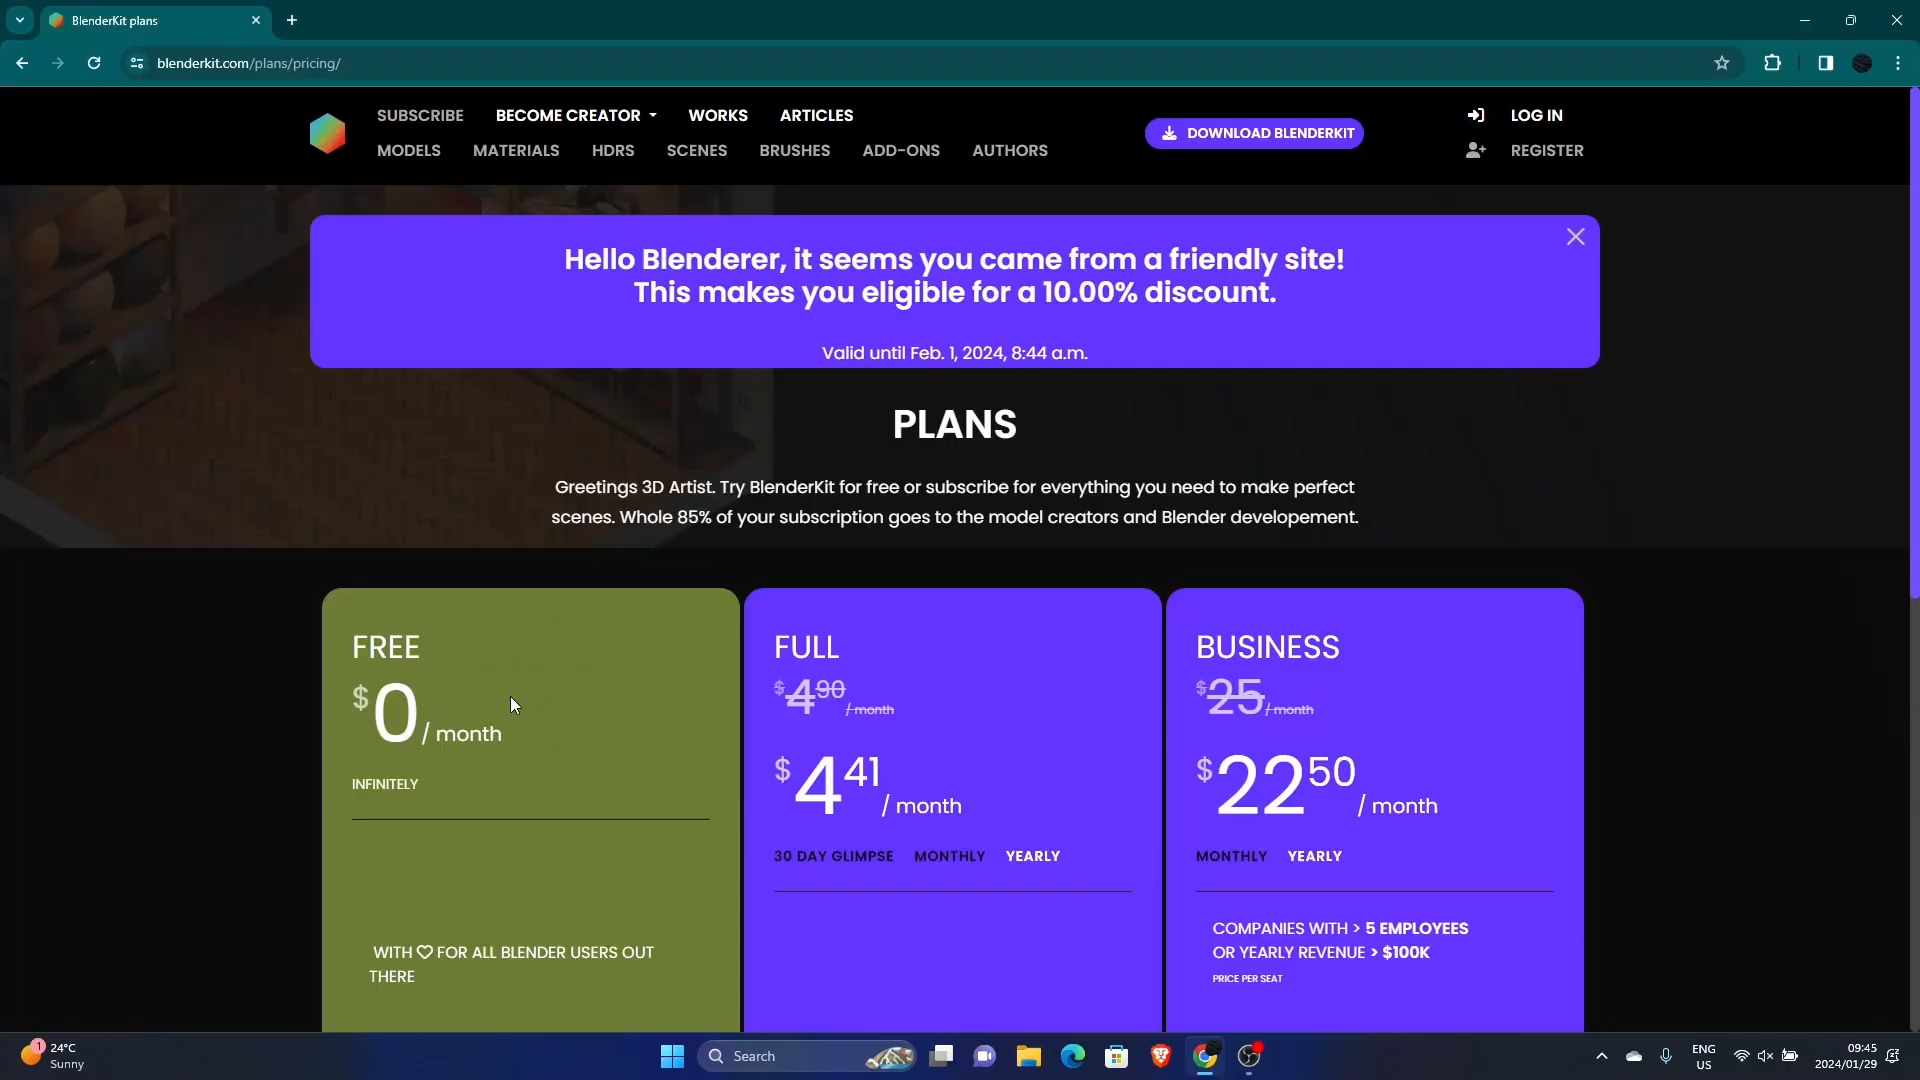 BlenderKit plans
blenderkit.com/plans/pricing/
SUBSCRIBE BECOME CREATOR WORKS ARTICLES
MODELS MATERIALS HDRS SCENES BRUSHES ADD-ONS AUTHORS
DOWNLOAD BLENDERKIT
LOG IN
REGISTER
Hello Blenderer, it seems you came from a friendly site!
This makes you eligible for a 10.00% discount.
Valid until Feb. 1, 2024, 8:44 a.m.
PLANS
Greetings 3D Artist. Try BlenderKit for free or subscribe for everything you need to make perfect
scenes. Whole 85% of your subscription goes to the model creators and Blender developement.
FREE
$0 / month
INFINITELY
WITH ♡ FOR ALL BLENDER USERS OUT
THERE
FULL
$4 90 / month
$4 41 / month
30 DAY GLIMPSE MONTHLY YEARLY
BUSINESS
$25 / month
$22 50 / month
MONTHLY YEARLY
COMPANIES WITH > 5 EMPLOYEES
OR YEARLY REVENUE > $100K
PRICE PER SEAT
1
24°C
Sunny
Search
ENG
US
09:45
2024/01/29